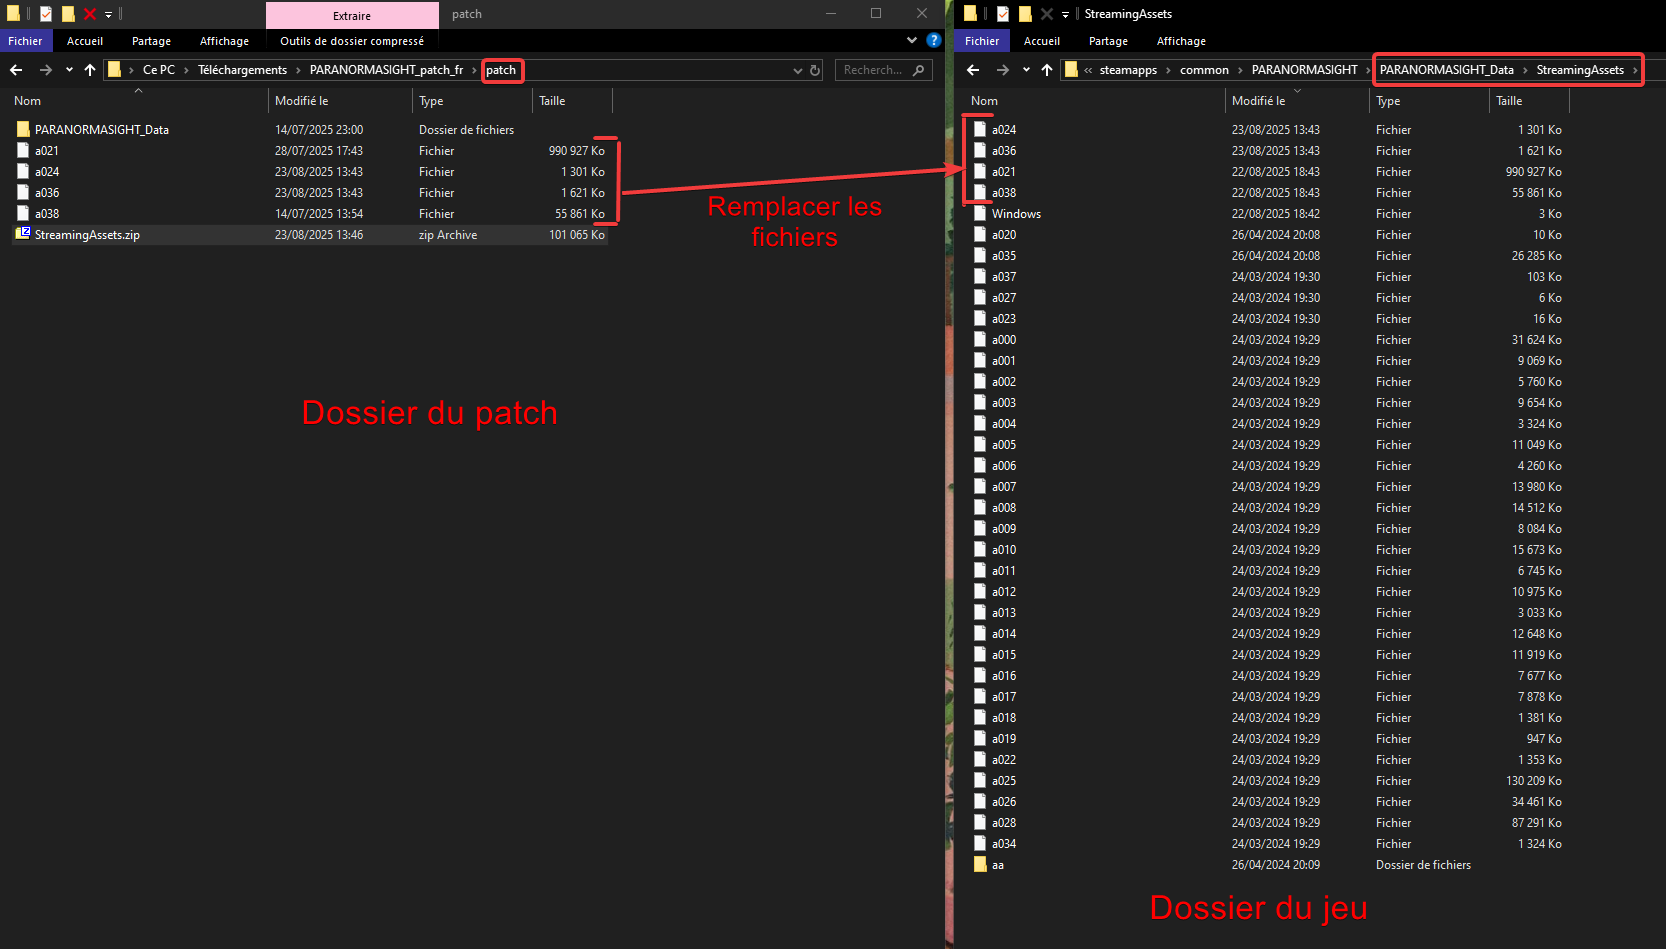 Extraire
patch
Fichier Accueil Partage Affichage Outils de dossier compressé
Ce PC Téléchargements PARANORMASIGHT_patch_fr patch
Recherch...
Nom Modifié le Type Taille
PARANORMASIGHT_Data 14/07/2025 23:00 Dossier de fichiers
a021 28/07/2025 17:43 Fichier 990 927 Ko
a024 23/08/2025 13:43 Fichier 1 301 Ko
a036 23/08/2025 13:43 Fichier 1 621 Ko
a038 14/07/2025 13:54 Fichier 55 861 Ko
StreamingAssets.zip 23/08/2025 13:46 zip Archive 101 065 Ko
Remplacer les
fichiers
Dossier du patch
StreamingAssets
Fichier Accueil Partage Affichage
« steamapps common PARANORMASIGHT PARANORMASIGHT_Data StreamingAssets
Nom Modifié le Type Taille
a024 23/08/2025 13:43 Fichier 1 301 Ko
a036 23/08/2025 13:43 Fichier 1 621 Ko
a021 22/08/2025 18:43 Fichier 990 927 Ko
a038 22/08/2025 18:43 Fichier 55 861 Ko
Windows 22/08/2025 18:42 Fichier 3 Ko
a020 26/04/2024 20:08 Fichier 10 Ko
a035 26/04/2024 20:08 Fichier 26 285 Ko
a037 24/03/2024 19:30 Fichier 103 Ko
a027 24/03/2024 19:30 Fichier 6 Ko
a023 24/03/2024 19:30 Fichier 16 Ko
a000 24/03/2024 19:29 Fichier 31 624 Ko
a001 24/03/2024 19:29 Fichier 9 069 Ko
a002 24/03/2024 19:29 Fichier 5 760 Ko
a003 24/03/2024 19:29 Fichier 9 654 Ko
a004 24/03/2024 19:29 Fichier 3 324 Ko
a005 24/03/2024 19:29 Fichier 11 049 Ko
a006 24/03/2024 19:29 Fichier 4 260 Ko
a007 24/03/2024 19:29 Fichier 13 980 Ko
a008 24/03/2024 19:29 Fichier 14 512 Ko
a009 24/03/2024 19:29 Fichier 8 084 Ko
a010 24/03/2024 19:29 Fichier 15 673 Ko
a011 24/03/2024 19:29 Fichier 6 745 Ko
a012 24/03/2024 19:29 Fichier 10 975 Ko
a013 24/03/2024 19:29 Fichier 3 033 Ko
a014 24/03/2024 19:29 Fichier 12 648 Ko
a015 24/03/2024 19:29 Fichier 11 919 Ko
a016 24/03/2024 19:29 Fichier 7 677 Ko
a017 24/03/2024 19:29 Fichier 7 878 Ko
a018 24/03/2024 19:29 Fichier 1 381 Ko
a019 24/03/2024 19:29 Fichier 947 Ko
a022 24/03/2024 19:29 Fichier 1 353 Ko
a025 24/03/2024 19:29 Fichier 130 209 Ko
a026 24/03/2024 19:29 Fichier 34 461 Ko
a028 24/03/2024 19:29 Fichier 87 291 Ko
a034 24/03/2024 19:29 Fichier 1 324 Ko
aa 26/04/2024 20:09 Dossier de fichiers
Dossier du jeu